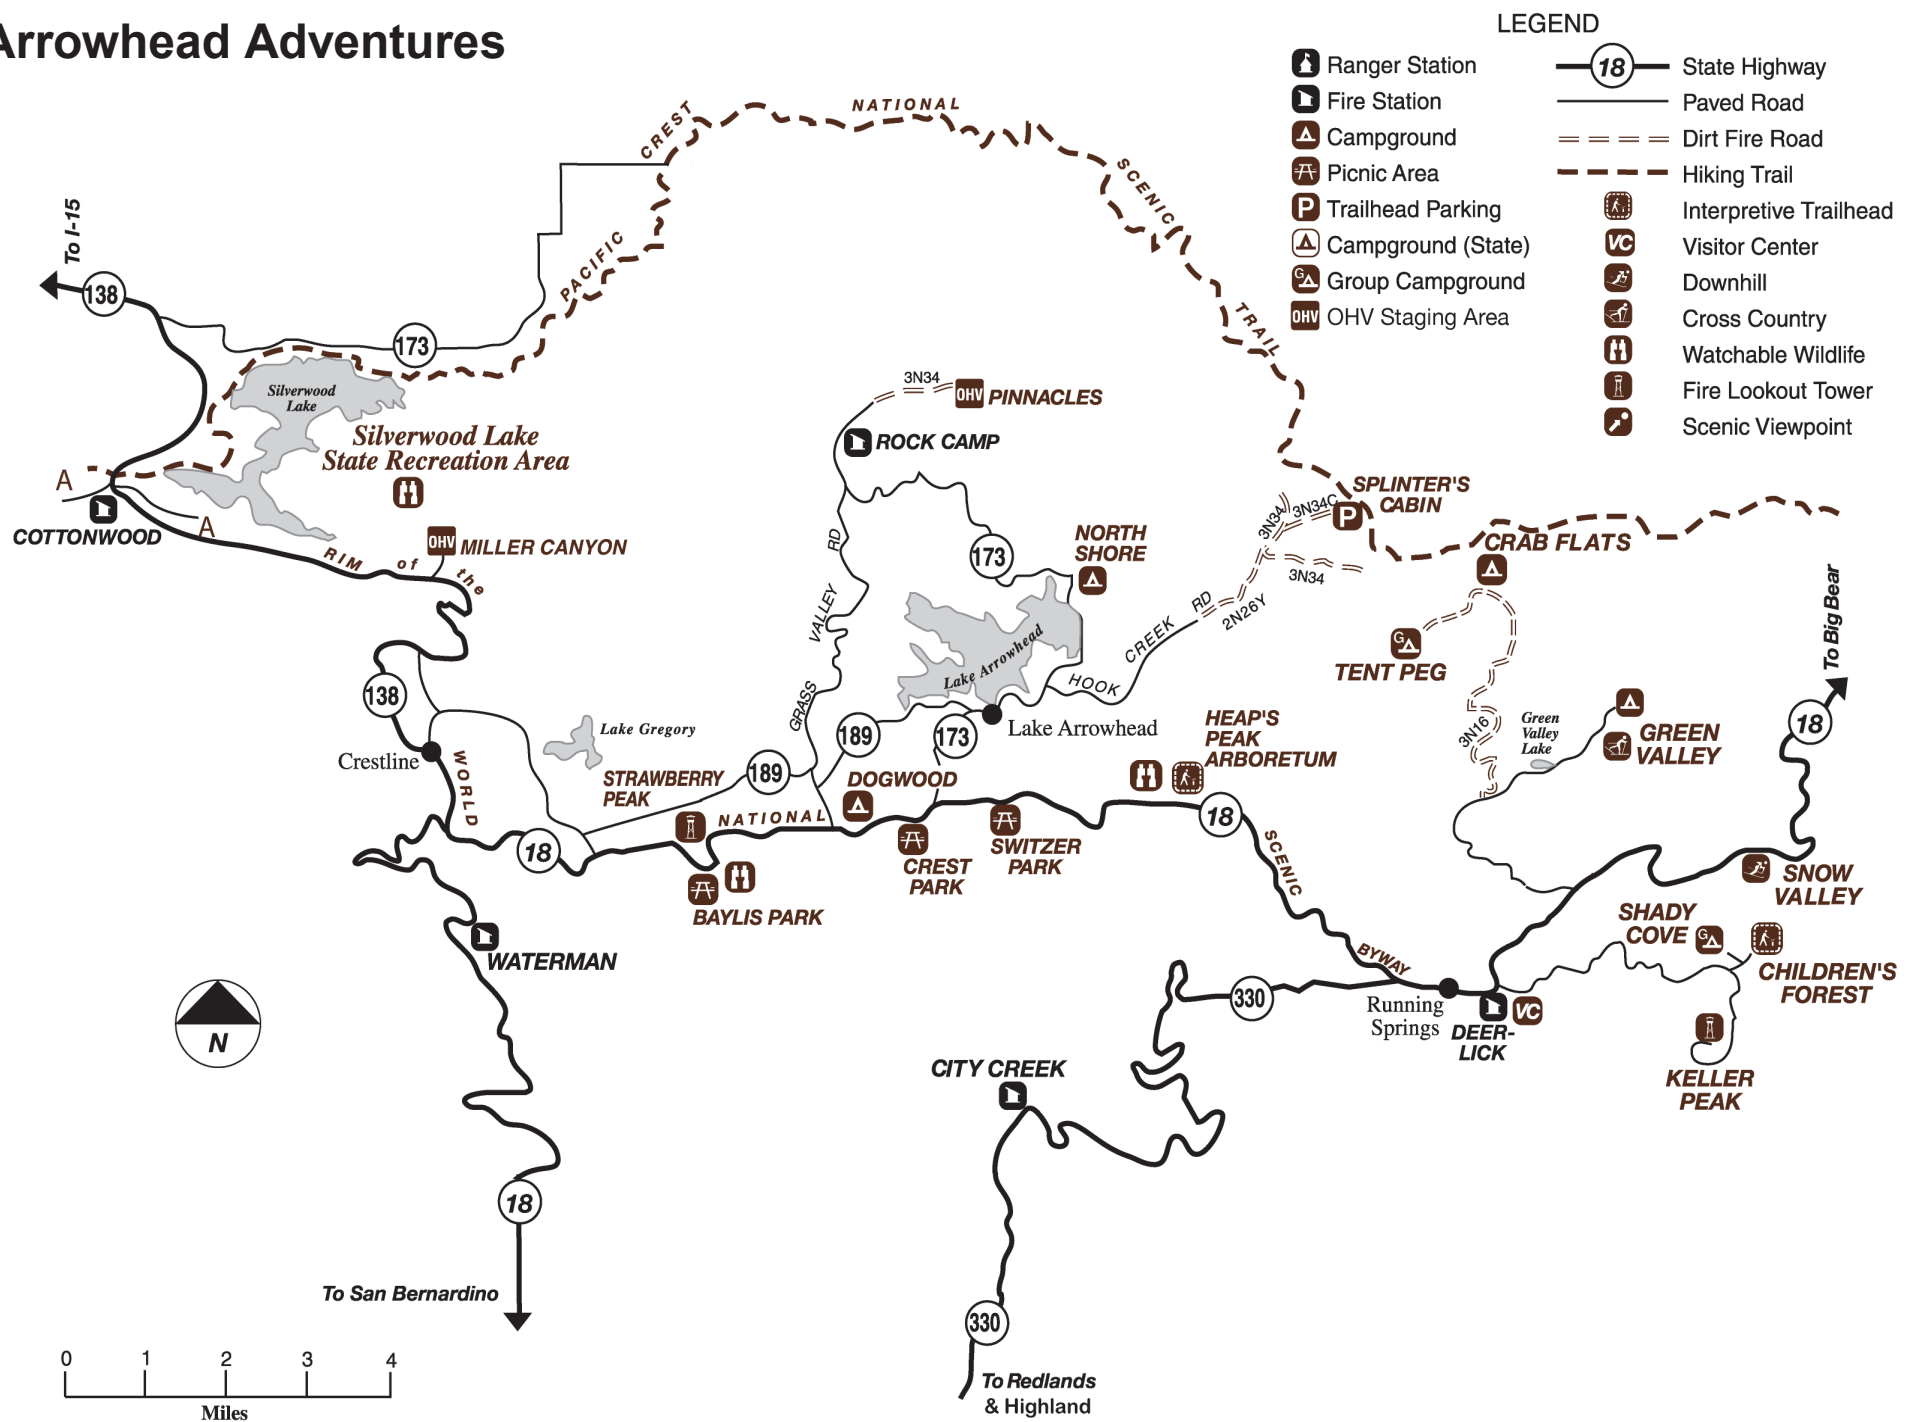 Arrowhead Adventures
LEGEND
Ranger Station
Fire Station
Campground
Picnic Area
P
Trailhead Parking
Campground (State)
G
Group Campground
OHV
OHV Staging Area
18
State Highway
Paved Road
Dirt Fire Road
Hiking Trail
Interpretive Trailhead
VC
Visitor Center
Downhill
Cross Country
Watchable Wildlife
Fire Lookout Tower
Scenic Viewpoint
PACIFIC
CREST
NATIONAL
SCENIC
TRAIL
To I-15
138
173
Silverwood
Lake
Silverwood Lake
State Recreation Area
A
A
COTTONWOOD
OHV
MILLER CANYON
RIM
of
the
WORLD
NATIONAL
SCENIC
BYWAY
3N34
OHV
PINNACLES
ROCK CAMP
173
NORTH
SHORE
GRASS
VALLEY
RD
Lake Arrowhead
HOOK
CREEK
RD
2N26Y
3N34
3N34C
3N34
P
SPLINTER'S
CABIN
CRAB FLATS
G
TENT PEG
3N16
Green
Valley
Lake
GREEN
VALLEY
To Big Bear
18
138
Crestline
Lake Gregory
STRAWBERRY
PEAK
189
189
173
Lake Arrowhead
DOGWOOD
HEAP'S
PEAK
ARBORETUM
18
18
CREST
PARK
SWITZER
PARK
BAYLIS PARK
SNOW
VALLEY
SHADY
COVE
G
CHILDREN'S
FOREST
WATERMAN
330
Running
Springs
VC
DEER-
LICK
KELLER
PEAK
N
CITY CREEK
18
To San Bernardino
330
To Redlands
& Highland
0 1 2 3 4
Miles